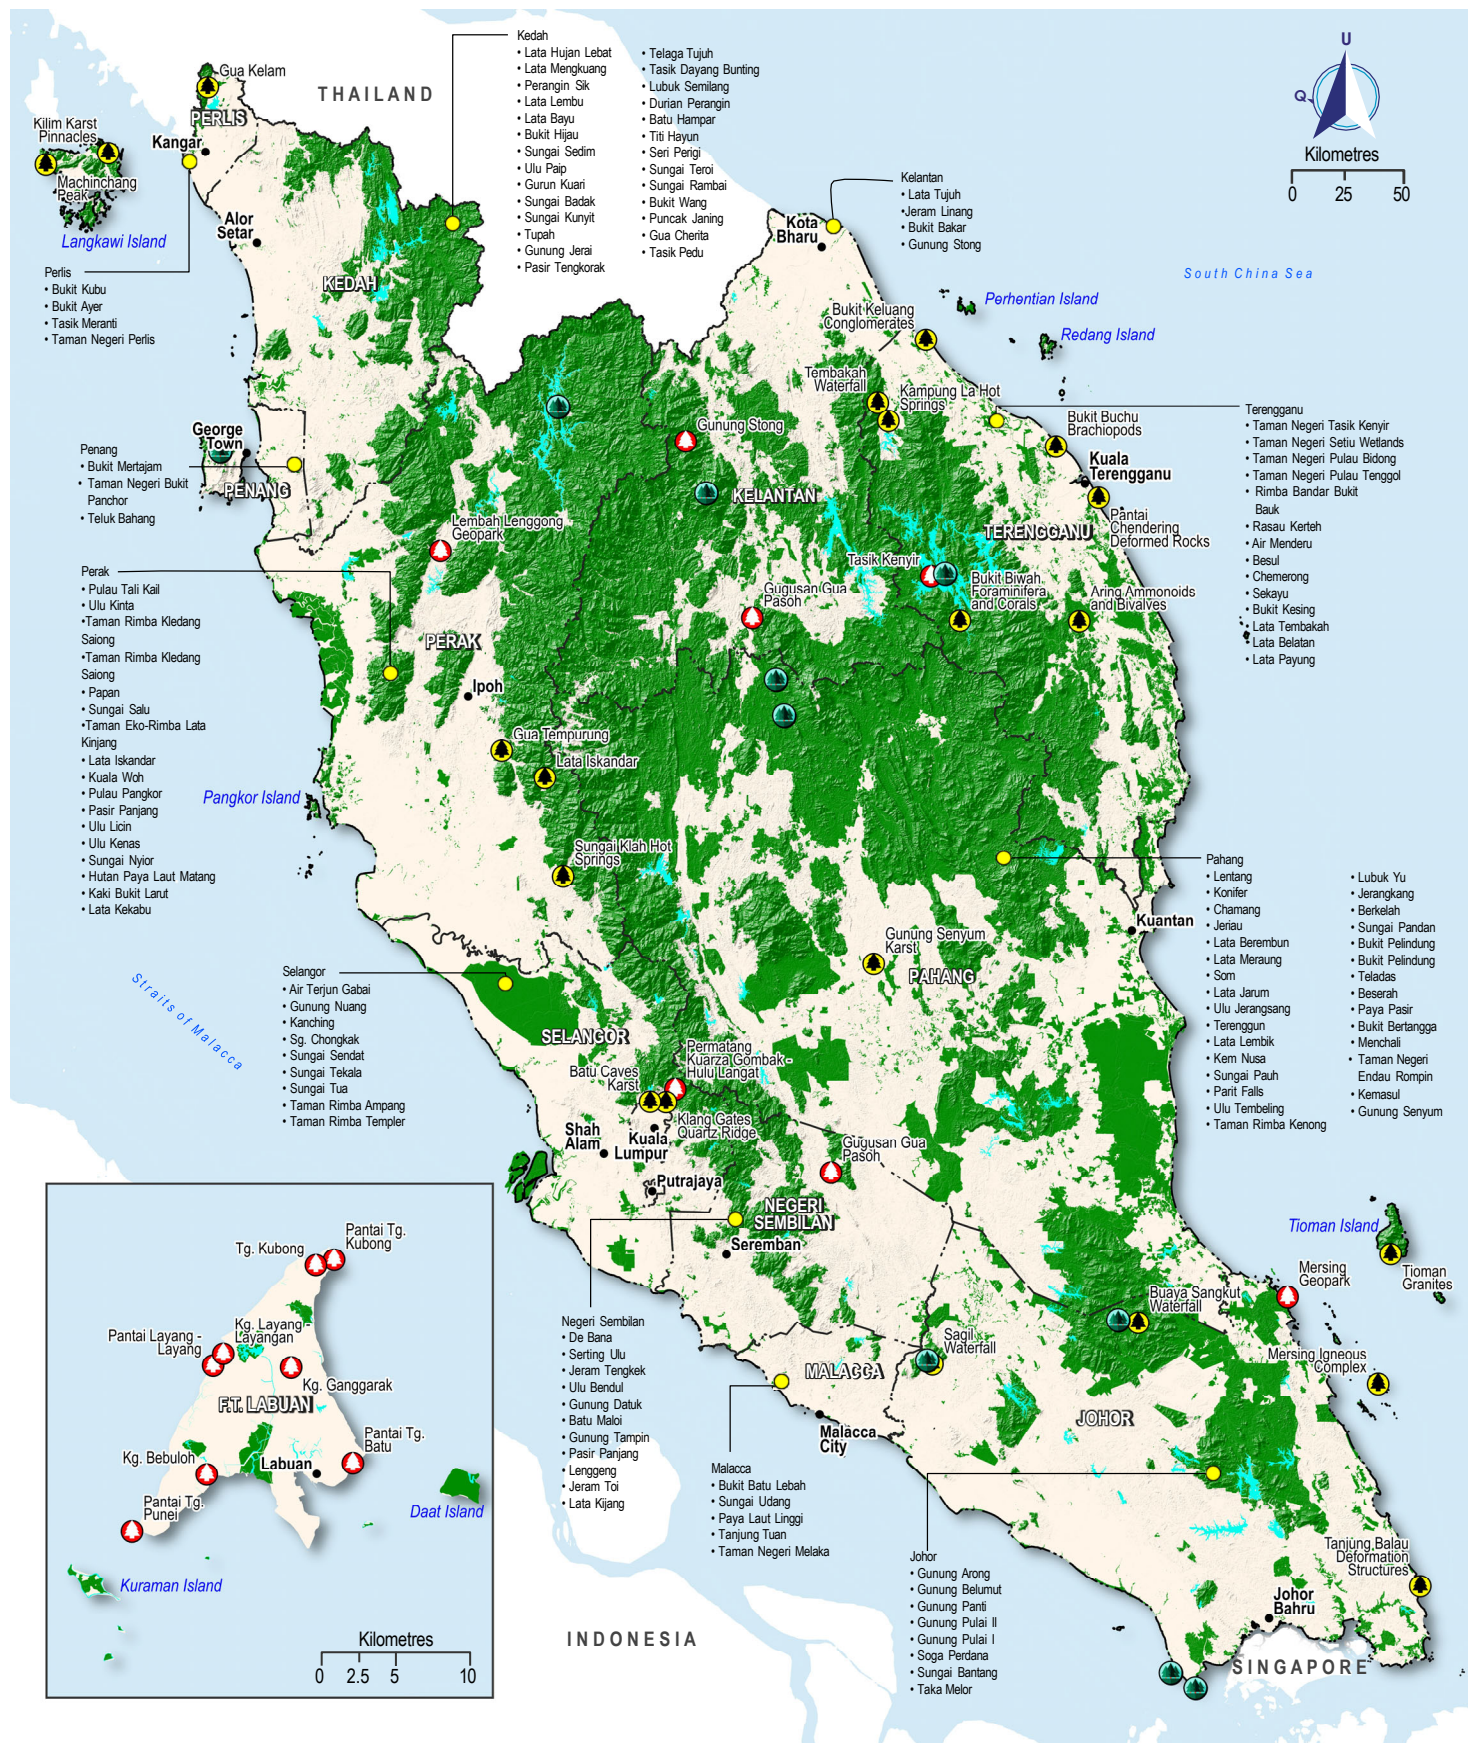 THAILAND
U
Q
Kilometres
0 25 50
Kedah
• Lata Hujan Lebat
• Lata Mengkuang
• Perangin Sik
• Lata Lembu
• Lata Bayu
• Bukit Hijau
• Sungai Sedim
• Ulu Paip
• Gurun Kuari
• Sungai Badak
• Sungai Kunyit
• Tupah
• Gunung Jerai
• Pasir Tengkorak
• Telaga Tujuh
• Tasik Dayang Bunting
• Lubuk Semilang
• Durian Perangin
• Batu Hampar
• Titi Hayun
• Seri Perigi
• Sungai Teroi
• Sungai Rambai
• Bukit Wang
• Puncak Janing
• Gua Cherita
• Tasik Pedu
Kelantan
• Lata Tujuh
•Jeram Linang
• Bukit Bakar
• Gunung Stong
Gua Kelam
PERLIS
Kangar
Kilim Karst
Pinnacles
Machinchang
Peak
Langkawi Island
Alor
Setar
KEDAH
Perlis
• Bukit Kubu
• Bukit Ayer
• Tasik Meranti
• Taman Negeri Perlis
Kota
Bharu
South China Sea
Perhentian Island
Redang Island
Bukit Keluang
Conglomerates
Tembakah
Waterfall
Kampung La Hot
Springs
Bukit Buchu
Brachiopods
Kuala
Terengganu
Pantai
Chendering
Deformed Rocks
TERENGGANU
Terengganu
• Taman Negeri Tasik Kenyir
• Taman Negeri Setiu Wetlands
• Taman Negeri Pulau Bidong
• Taman Negeri Pulau Tenggol
• Rimba Bandar Bukit
Bauk
• Rasau Kerteh
• Air Menderu
• Besul
• Chemerong
• Sekayu
• Bukit Kesing
• Lata Tembakah
• Lata Belatan
• Lata Payung
George
Town
PENANG
Penang
• Bukit Mertajam
• Taman Negeri Bukit
Panchor
• Teluk Bahang
Gunung Stong
KELANTAN
Lembah Lenggong
Geopark
Tasik Kenyir
Bukit Biwah
Foraminifera
and Corals
Aring Ammonoids
and Bivalves
Gugusan Gua
Pasoh
Perak
• Pulau Tali Kail
• Ulu Kinta
•Taman Rimba Kledang
Saiong
•Taman Rimba Kledang
Saiong
• Papan
• Sungai Salu
•Taman Eko-Rimba Lata
Kinjang
• Lata Iskandar
• Kuala Woh
• Pulau Pangkor
• Pasir Panjang
• Ulu Licin
• Ulu Kenas
• Sungai Nyior
• Hutan Paya Laut Matang
• Kaki Bukit Larut
• Lata Kekabu
PERAK
Ipoh
Gua Tempurung
Lata Iskandar
Pangkor Island
Sungai Klah Hot
Springs
Pahang
• Lentang
• Konifer
• Chamang
• Jeriau
• Lata Berembun
• Lata Meraung
• Som
• Lata Jarum
• Ulu Jerangsang
• Terenggun
• Lata Lembik
• Kem Nusa
• Sungai Pauh
• Parit Falls
• Ulu Tembeling
• Taman Rimba Kenong
• Lubuk Yu
• Jerangkang
• Berkelah
• Sungai Pandan
• Bukit Pelindung
• Bukit Pelindung
• Teladas
• Beserah
• Paya Pasir
• Bukit Bertangga
• Menchali
• Taman Negeri
Endau Rompin
• Kemasul
• Gunung Senyum
Kuantan
Gunung Senyum
Karst
PAHANG
Straits of Malacca
Selangor
• Air Terjun Gabai
• Gunung Nuang
• Kanching
• Sg. Chongkak
• Sungai Sendat
• Sungai Tekala
• Sungai Tua
• Taman Rimba Ampang
• Taman Rimba Templer
SELANGOR
Permatang
Kuarza Gombak -
Hulu Langat
Batu Caves
Karst
Klang Gates
Quartz Ridge
Shah
Alam
Kuala
Lumpur
Putrajaya
Gugusan Gua
Pasoh
NEGERI
SEMBILAN
Seremban
Negeri Sembilan
• De Bana
• Serting Ulu
• Jeram Tengkek
• Ulu Bendul
• Gunung Datuk
• Batu Maloi
• Gunung Tampin
• Pasir Panjang
• Lenggeng
• Jeram Toi
• Lata Kijang
Tioman Island
Tioman
Granites
Mersing
Geopark
Buaya Sangkut
Waterfall
Mersing Igneous
Complex
Sagil
Waterfall
MALACCA
Malacca
City
Malacca
• Bukit Batu Lebah
• Sungai Udang
• Paya Laut Linggi
• Tanjung Tuan
• Taman Negeri Melaka
JOHOR
Johor
• Gunung Arong
• Gunung Belumut
• Gunung Panti
• Gunung Pulai II
• Gunung Pulai I
• Soga Perdana
• Sungai Bantang
• Taka Melor
Tanjung Balau
Deformation
Structures
Johor
Bahru
SINGAPORE
INDONESIA
Tg. Kubong
Pantai Tg.
Kubong
Kg. Layang -
Layangan
Pantai Layang -
Layang
Kg. Ganggarak
F.T. LABUAN
Pantai Tg.
Batu
Kg. Bebuloh
Labuan
Pantai Tg.
Punei
Daat Island
Kuraman Island
Kilometres
0 2.5 5 10